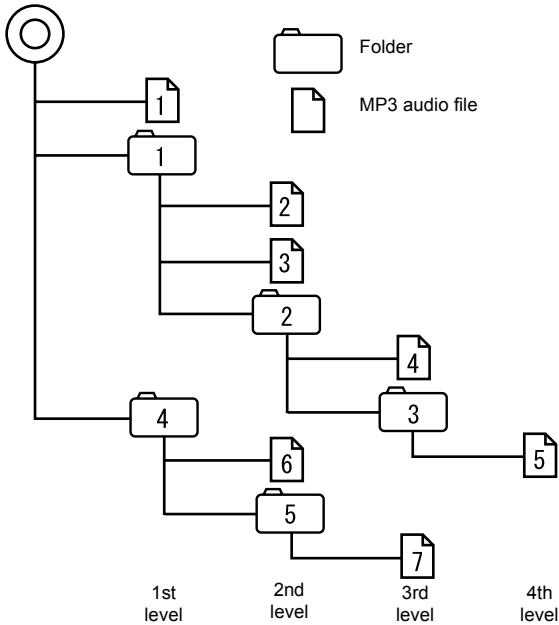 Folder
MP3 audio file
1
1
2
3
2
4
3
4
5
6
5
7
1st
level
2nd
level
3rd
level
4th
level